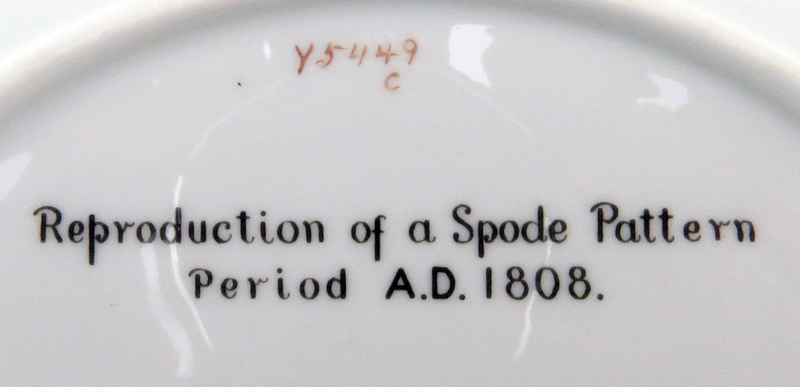 Y5449
C
Reproduction of a Spode Pattern
Period A.D. 1808.